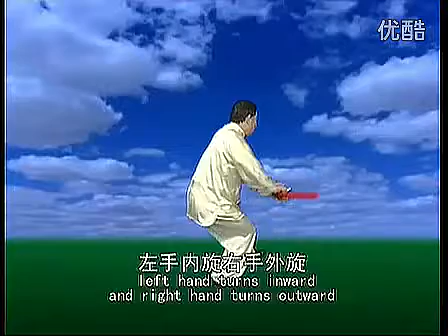 优酷
左手内旋右手外旋
left hand turns inward
and right hand turns outward